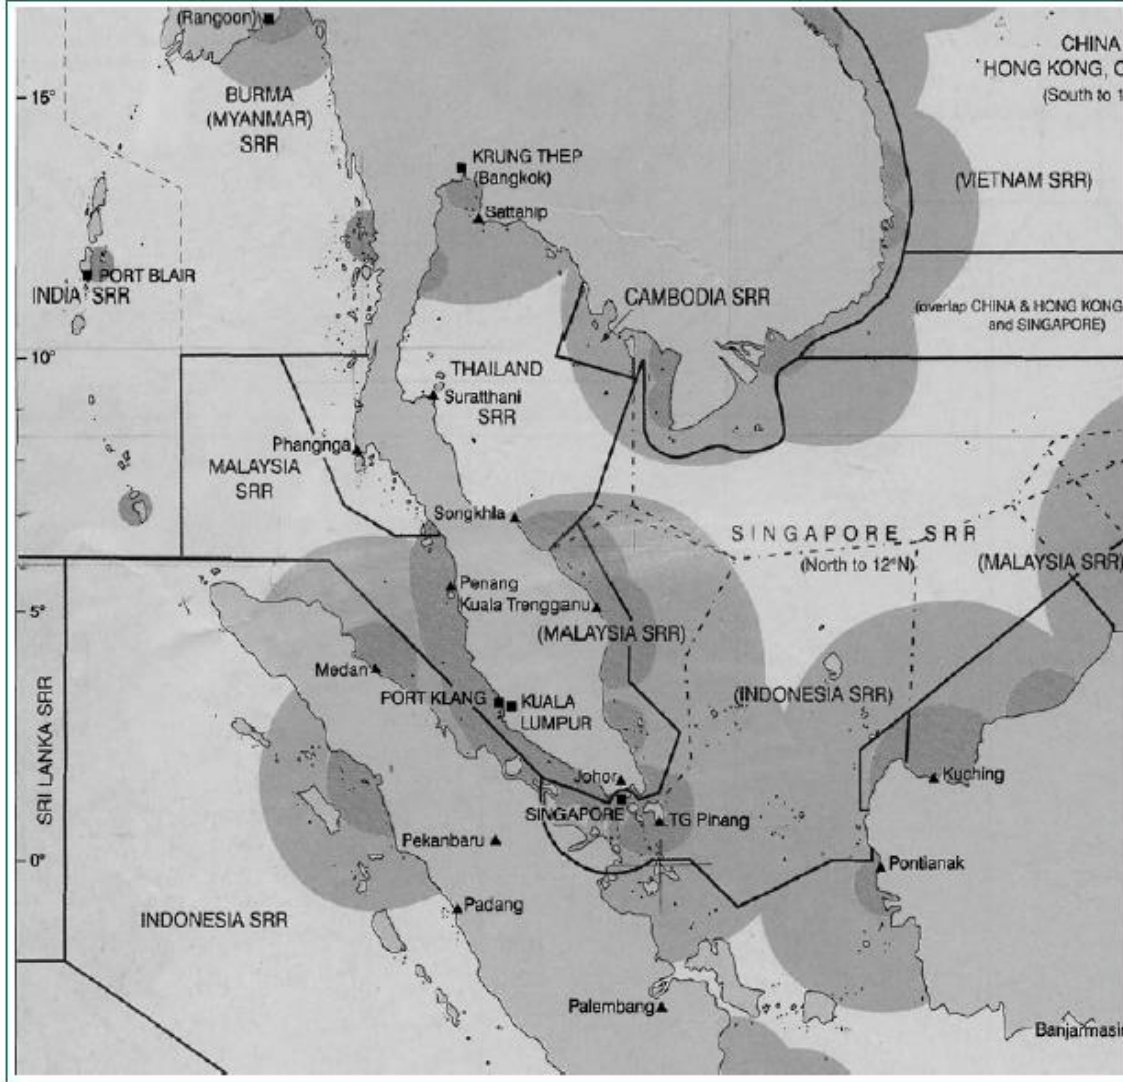 (Rangoon)
CHINA
HONG KONG, C
(South to 1
15°
BURMA
(MYANMAR)
SRR
KRUNG THEP
(Bangkok)
(VIETNAM SRR)
Sattahip
PORT BLAIR
INDIA SRR
CAMBODIA SRR
(overlap CHINA & HONG KONG
and SINGAPORE)
10°
THAILAND
Suratthani
SRR
Phangnga
MALAYSIA
SRR
Songkhla
SINGAPORE SRR
(North to 12°N)
(MALAYSIA SRR)
Penang
Kuala Trengganu
5°
(MALAYSIA SRR)
Medan
PORT KLANG
KUALA
LUMPUR
(INDONESIA SRR)
SRI LANKA SRR
Johor
Kuching
SINGAPORE
TG Pinang
Pekanbaru
0°
Pontianak
Padang
INDONESIA SRR
Palembang
Banjarmasi